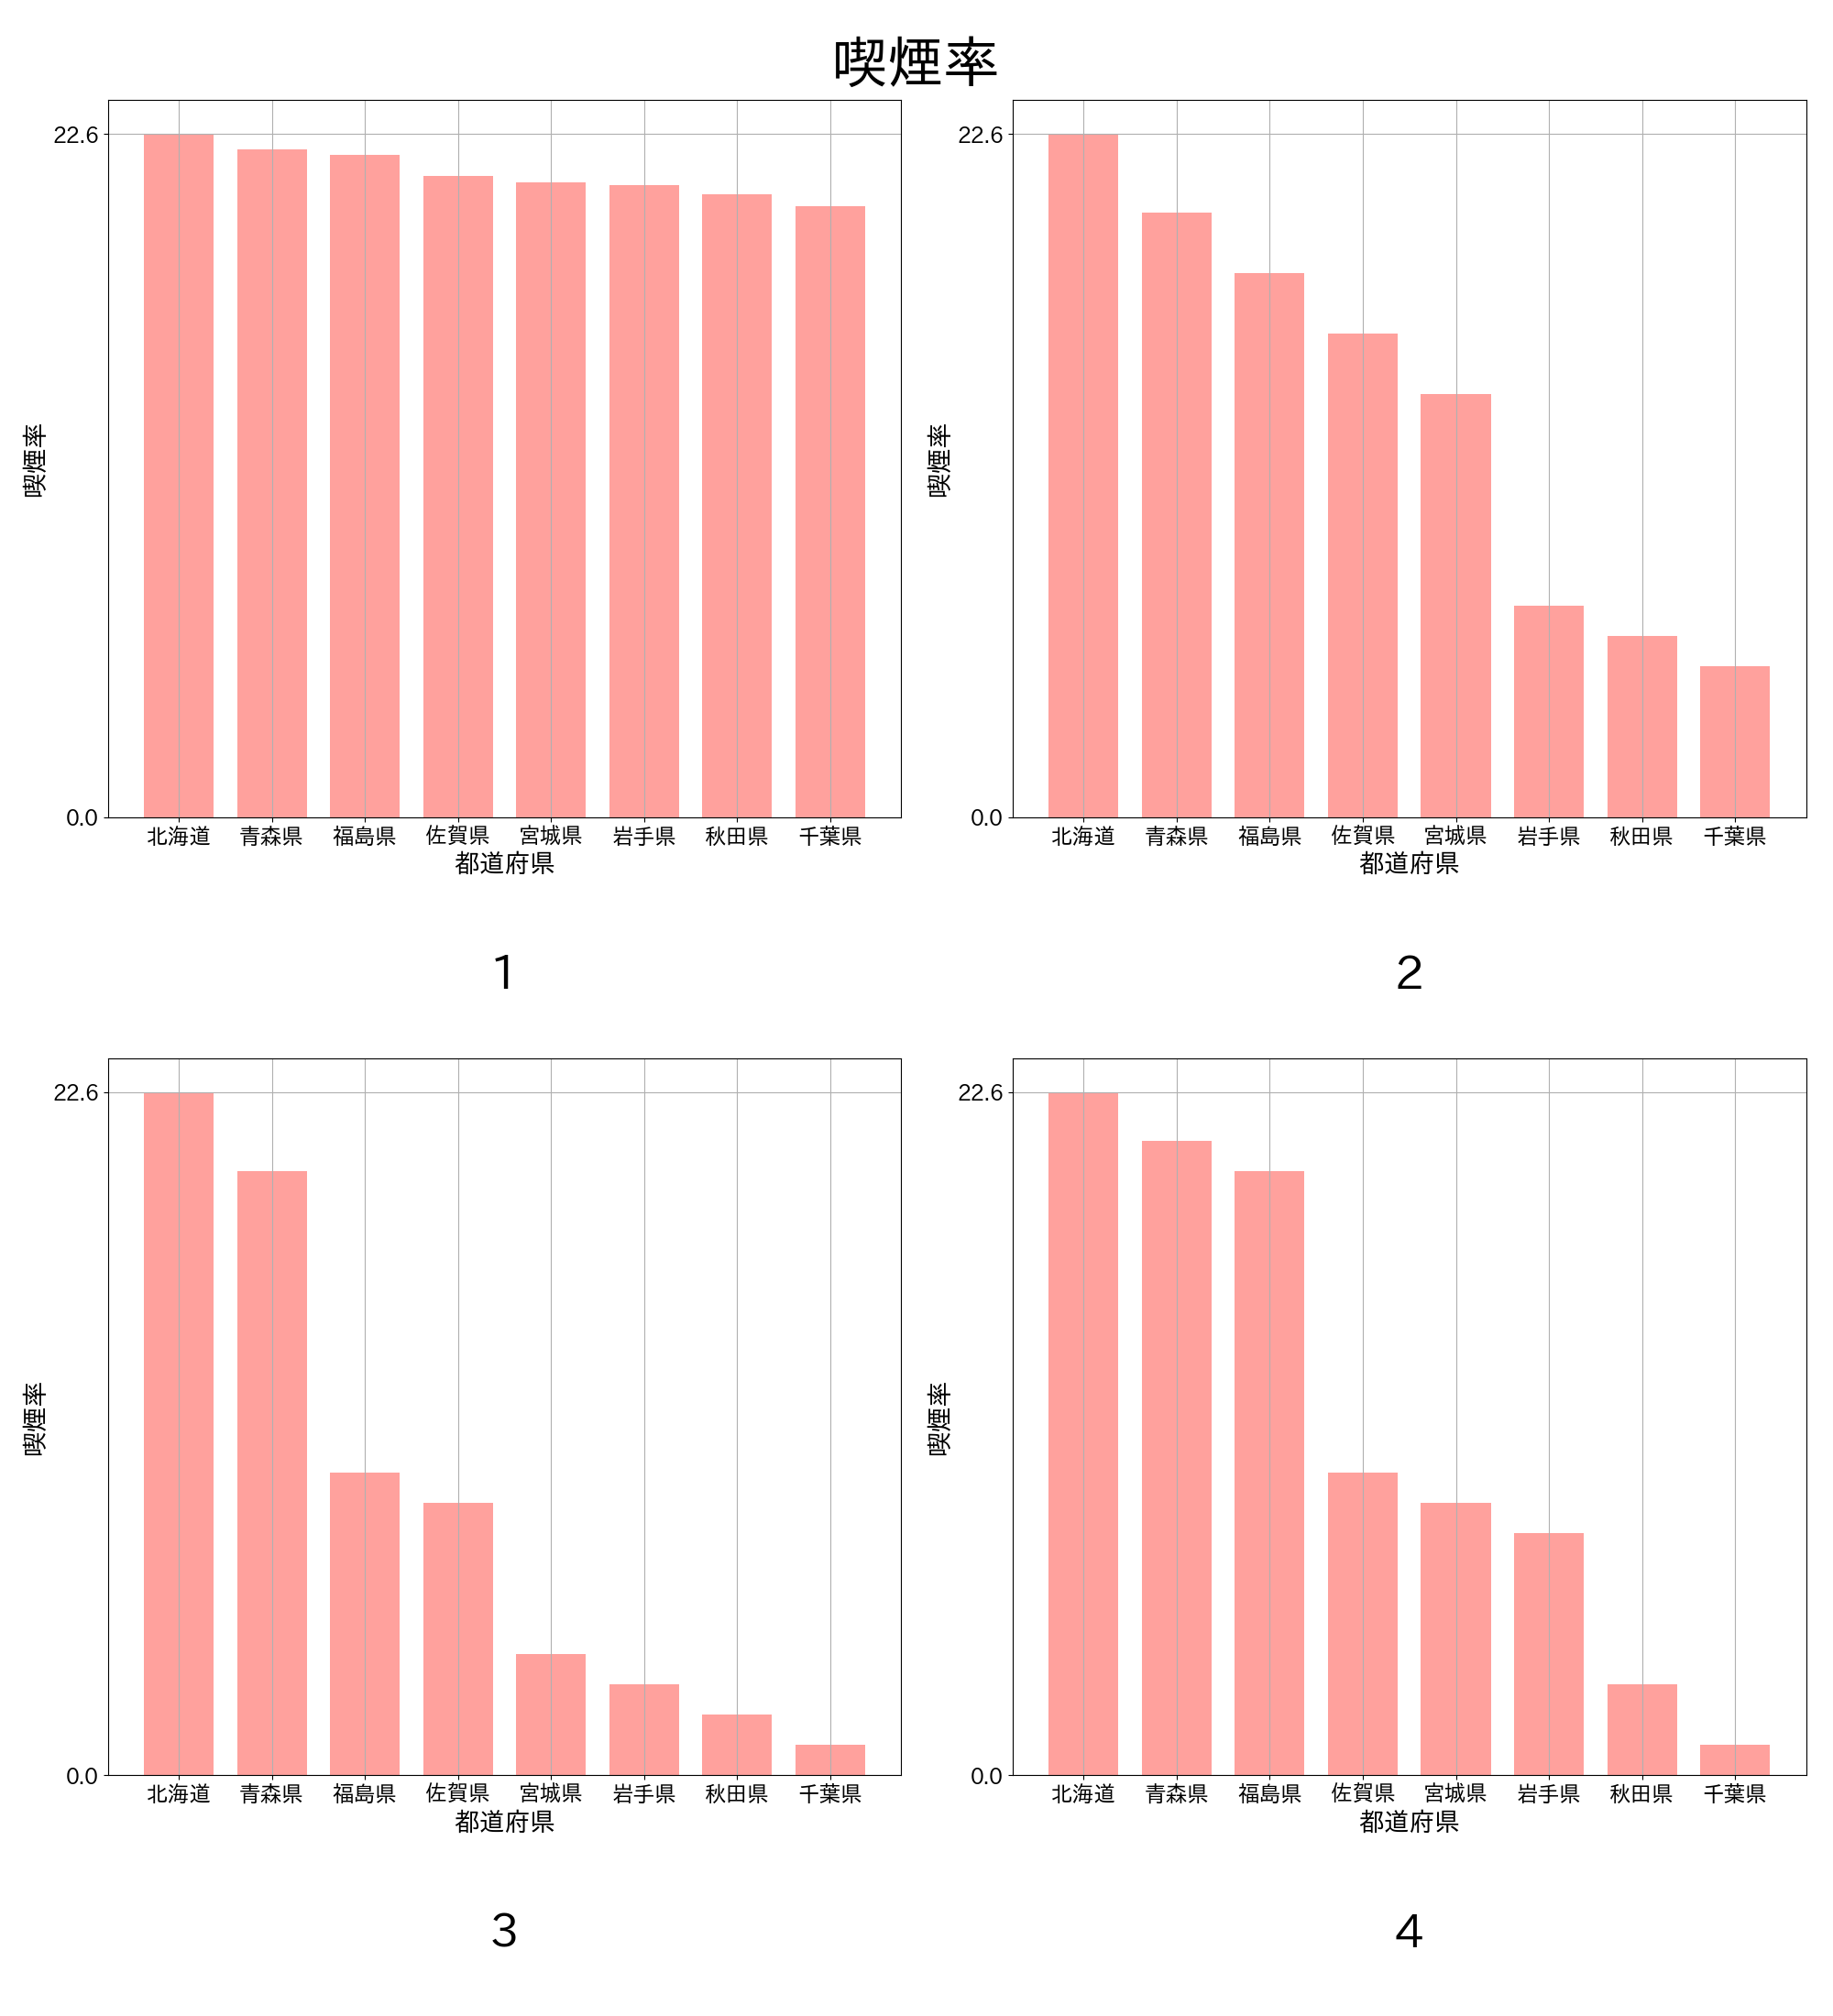 喫煙率
22.6
0.0
喫煙率
北海道 青森県 福島県 佐賀県 宮城県 岩手県 秋田県 千葉県
都道府県
1
22.6
0.0
喫煙率
北海道 青森県 福島県 佐賀県 宮城県 岩手県 秋田県 千葉県
都道府県
2
22.6
0.0
喫煙率
北海道 青森県 福島県 佐賀県 宮城県 岩手県 秋田県 千葉県
都道府県
3
22.6
0.0
喫煙率
北海道 青森県 福島県 佐賀県 宮城県 岩手県 秋田県 千葉県
都道府県
4